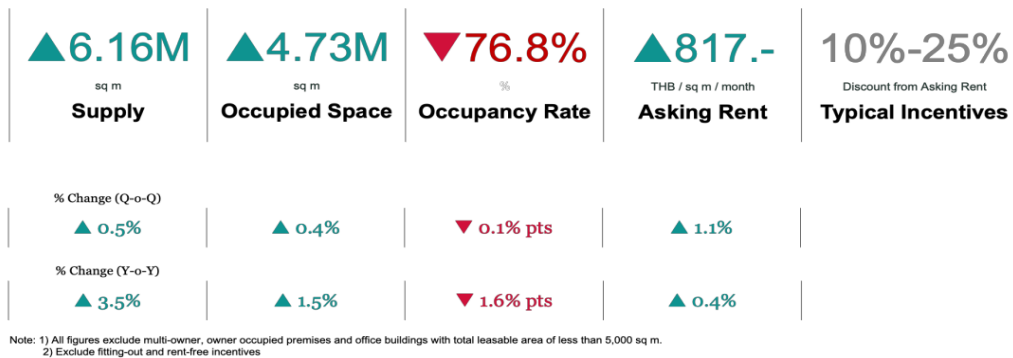 ▲6.16M ▲4.73M ▼76.8% ▲817.- 10%-25%
sq m sq m % THB / sq m / month Discount from Asking Rent
Supply Occupied Space Occupancy Rate Asking Rent Typical Incentives
% Change (Q-o-Q)
▲ 0.5% ▲ 0.4% ▼ 0.1% pts ▲ 1.1%
% Change (Y-o-Y)
▲ 3.5% ▲ 1.5% ▼ 1.6% pts ▲ 0.4%
Note: 1) All figures exclude multi-owner, owner occupied premises and office buildings with total leasable area of less than 5,000 sq m.
2) Exclude fitting-out and rent-free incentives